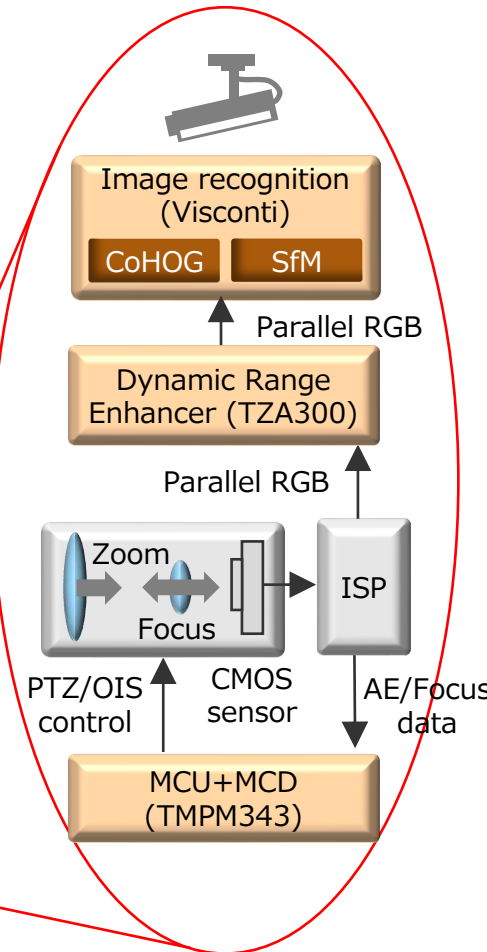 Image recognition
(Visconti)
CoHOG
SfM
Parallel RGB
Dynamic Range
Enhancer (TZA300)
Parallel RGB
Zoom
Focus
ISP
PTZ/OIS
control
CMOS
sensor
AE/Focus
data
MCU+MCD
(TMPM343)